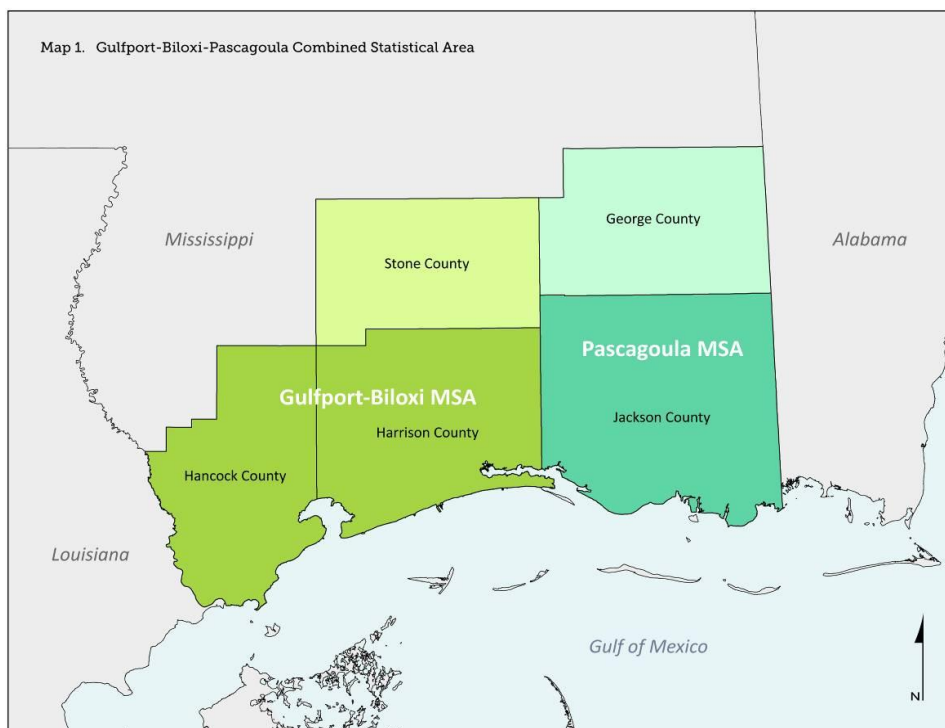 Map 1. Gulfport-Biloxi-Pascagoula Combined Statistical Area
George County
Mississippi
Alabama
Stone County
Pascagoula MSA
Gulfport-Biloxi MSA
Jackson County
Harrison County
Hancock County
Louisiana
Gulf of Mexico
N